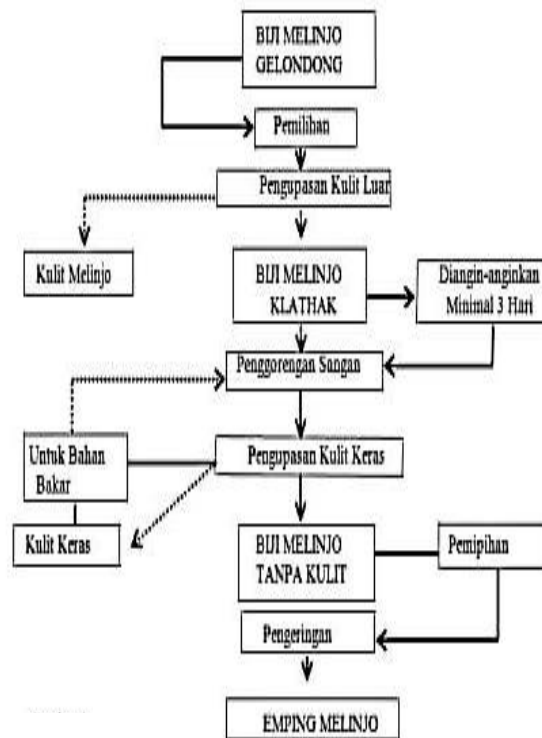 BIJI MELINJO
GELONDONG
Pemilihan
Pengupasan Kulit Luar
Kulit Melinjo
BIJI MELINJO
KLATHAK
Diangin-anginkan
Minimal 3 Hari
Penggorengan Sangan
Untuk Bahan
Bakar
Pengupasan Kulit Keras
Kulit Keras
BIJI MELINJO
TANPA KULIT
Pemipihan
Pengeringan
EMPING MELINJO